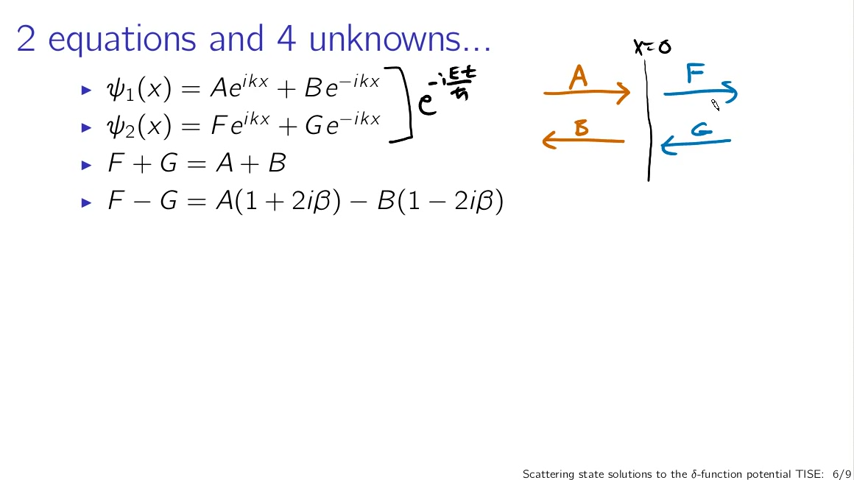 2 equations and 4 unknowns...
▸ ψ₁(x) = Ae^{ikx} + Be^{−ikx}
▸ ψ₂(x) = Fe^{ikx} + Ge^{−ikx}
] e^{-iEt/ħ}
▸ F + G = A + B
▸ F − G = A(1 + 2iβ) − B(1 − 2iβ)
x=0
A F
B G
Scattering state solutions to the δ-function potential TISE: 6/9